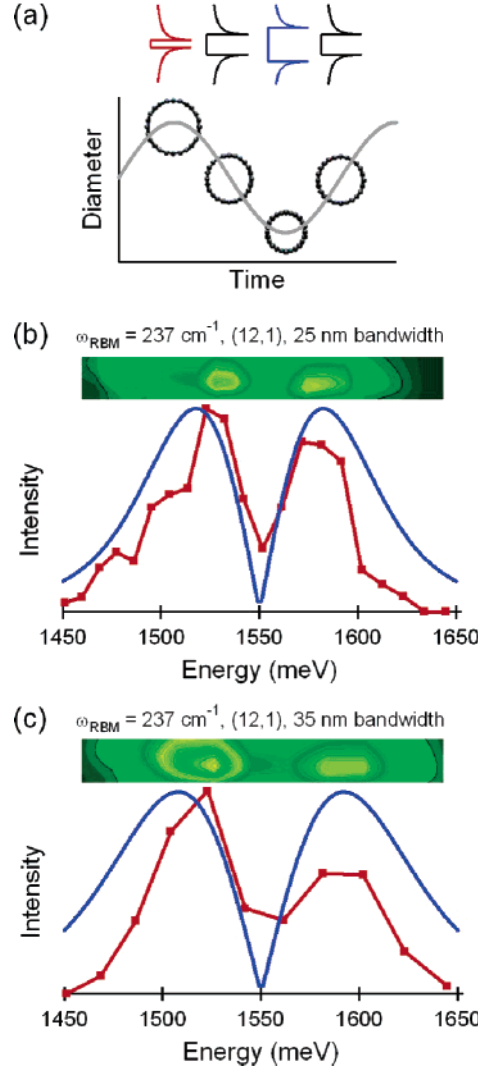 (a)
Diameter
Time
(b)
ω_RBM = 237 cm⁻¹, (12,1), 25 nm bandwidth
Intensity
1450 1500 1550 1600 1650
Energy (meV)
(c)
ω_RBM = 237 cm⁻¹, (12,1), 35 nm bandwidth
Intensity
1450 1500 1550 1600 1650
Energy (meV)